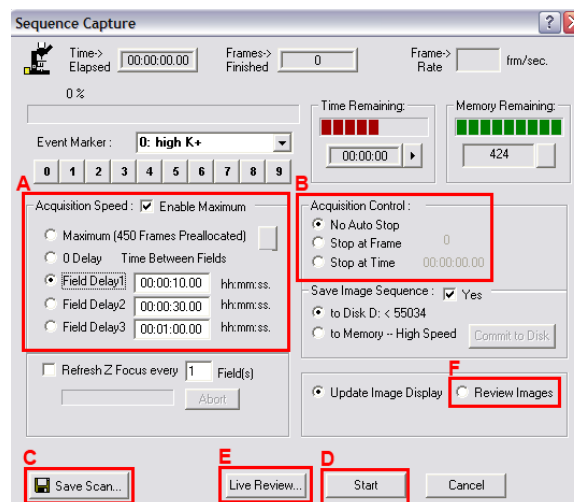 Sequence Capture
Time-> Elapsed 00:00:00.00 Frames-> Finished 0 Frame-> Rate frm/sec.
0 %
Time Remaining:
00:00:00
Memory Remaining:
424
Event Marker : 0: high K+
0 1 2 3 4 5 6 7 8 9
A
Acquisition Speed : Enable Maximum
Maximum (450 Frames Preallocated)
0 Delay Time Between Fields
Field Delay1 00:00:10.00 hh:mm:ss.
Field Delay2 00:00:30.00 hh:mm:ss.
Field Delay3 00:01:00.00 hh:mm:ss.
B
Acquisition Control :
No Auto Stop
Stop at Frame 0
Stop at Time 00:00:00.00
Save Image Sequence : Yes
to Disk D: < 55034
to Memory -- High Speed Commit to Disk
Refresh Z Focus every 1 Field(s)
Abort
F
Update Image Display Review Images
C
Save Scan...
E
Live Review...
D
Start
Cancel